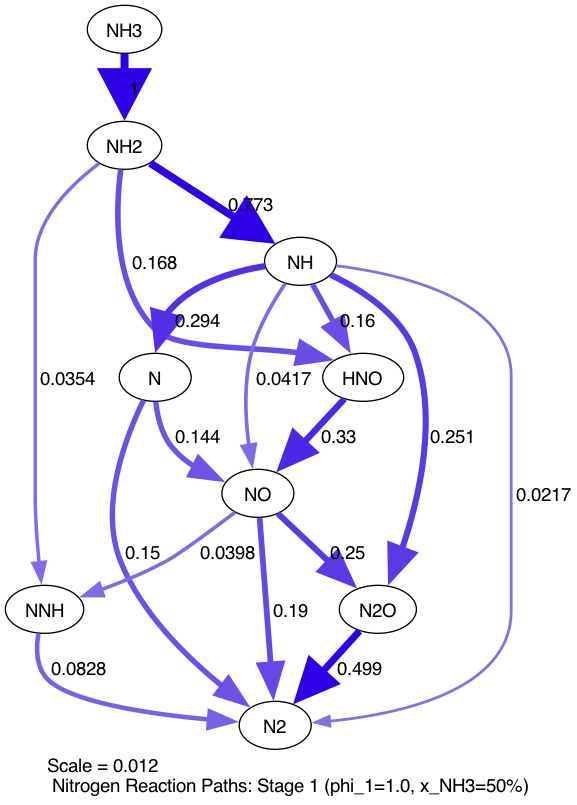 NH3
1
NH2
0.773
0.168
NH
0.294
0.16
0.0354
N
0.0417
HNO
0.144
0.33
0.251
0.0217
NO
0.15
0.0398
0.25
NNH
0.19
N2O
0.0828
0.499
N2
Scale = 0.012
Nitrogen Reaction Paths: Stage 1 (phi_1=1.0, x_NH3=50%)